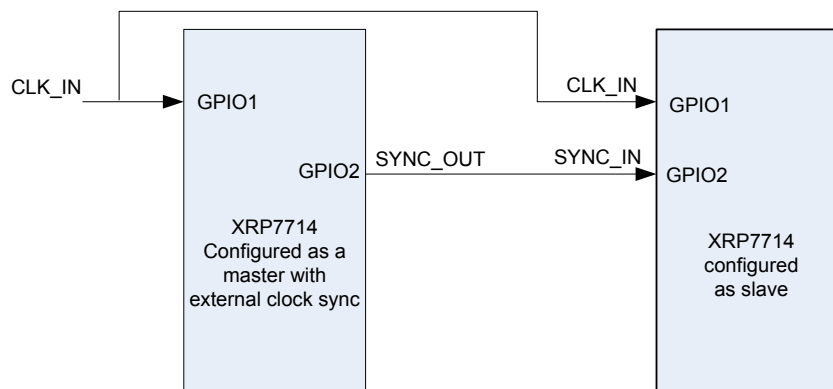 CLK_IN
GPIO1
GPIO2
XRP7714
Configured as a
master with
external clock sync
SYNC_OUT
CLK_IN
SYNC_IN
GPIO1
GPIO2
XRP7714
configured
as slave